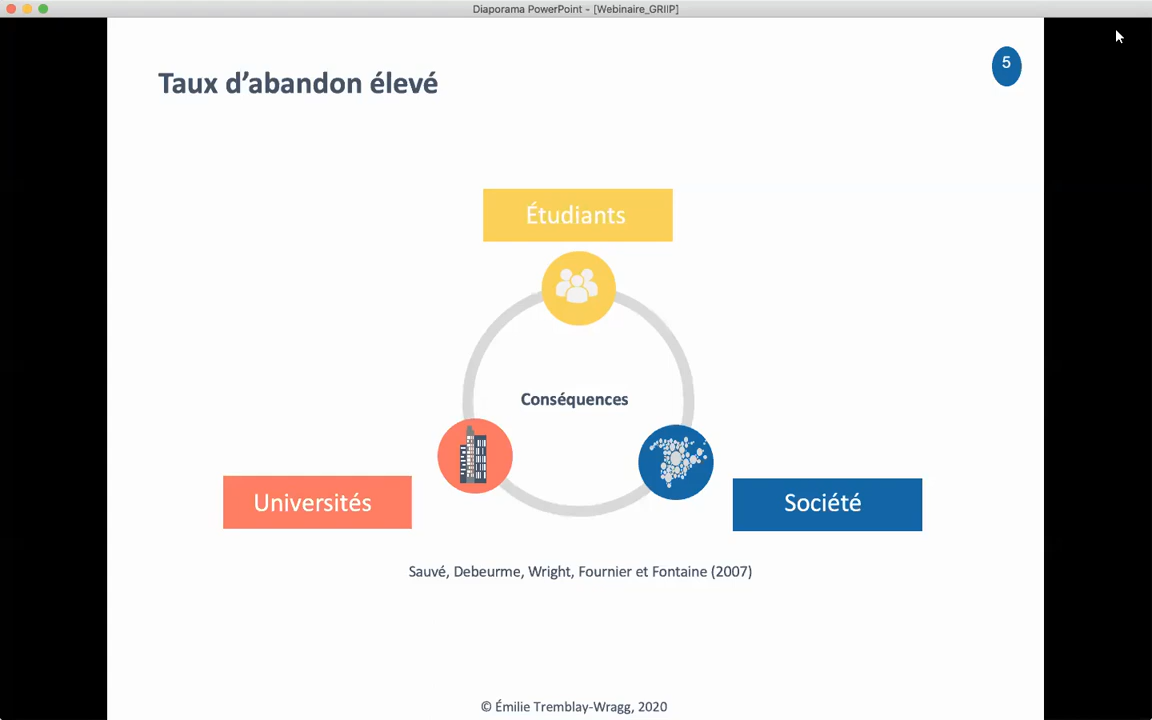 Diaporama PowerPoint - [Webinaire_GRIIP]
5
Taux d’abandon élevé
Étudiants
Conséquences
Universités
Société
Sauvé, Debeurme, Wright, Fournier et Fontaine (2007)
© Émilie Tremblay-Wragg, 2020